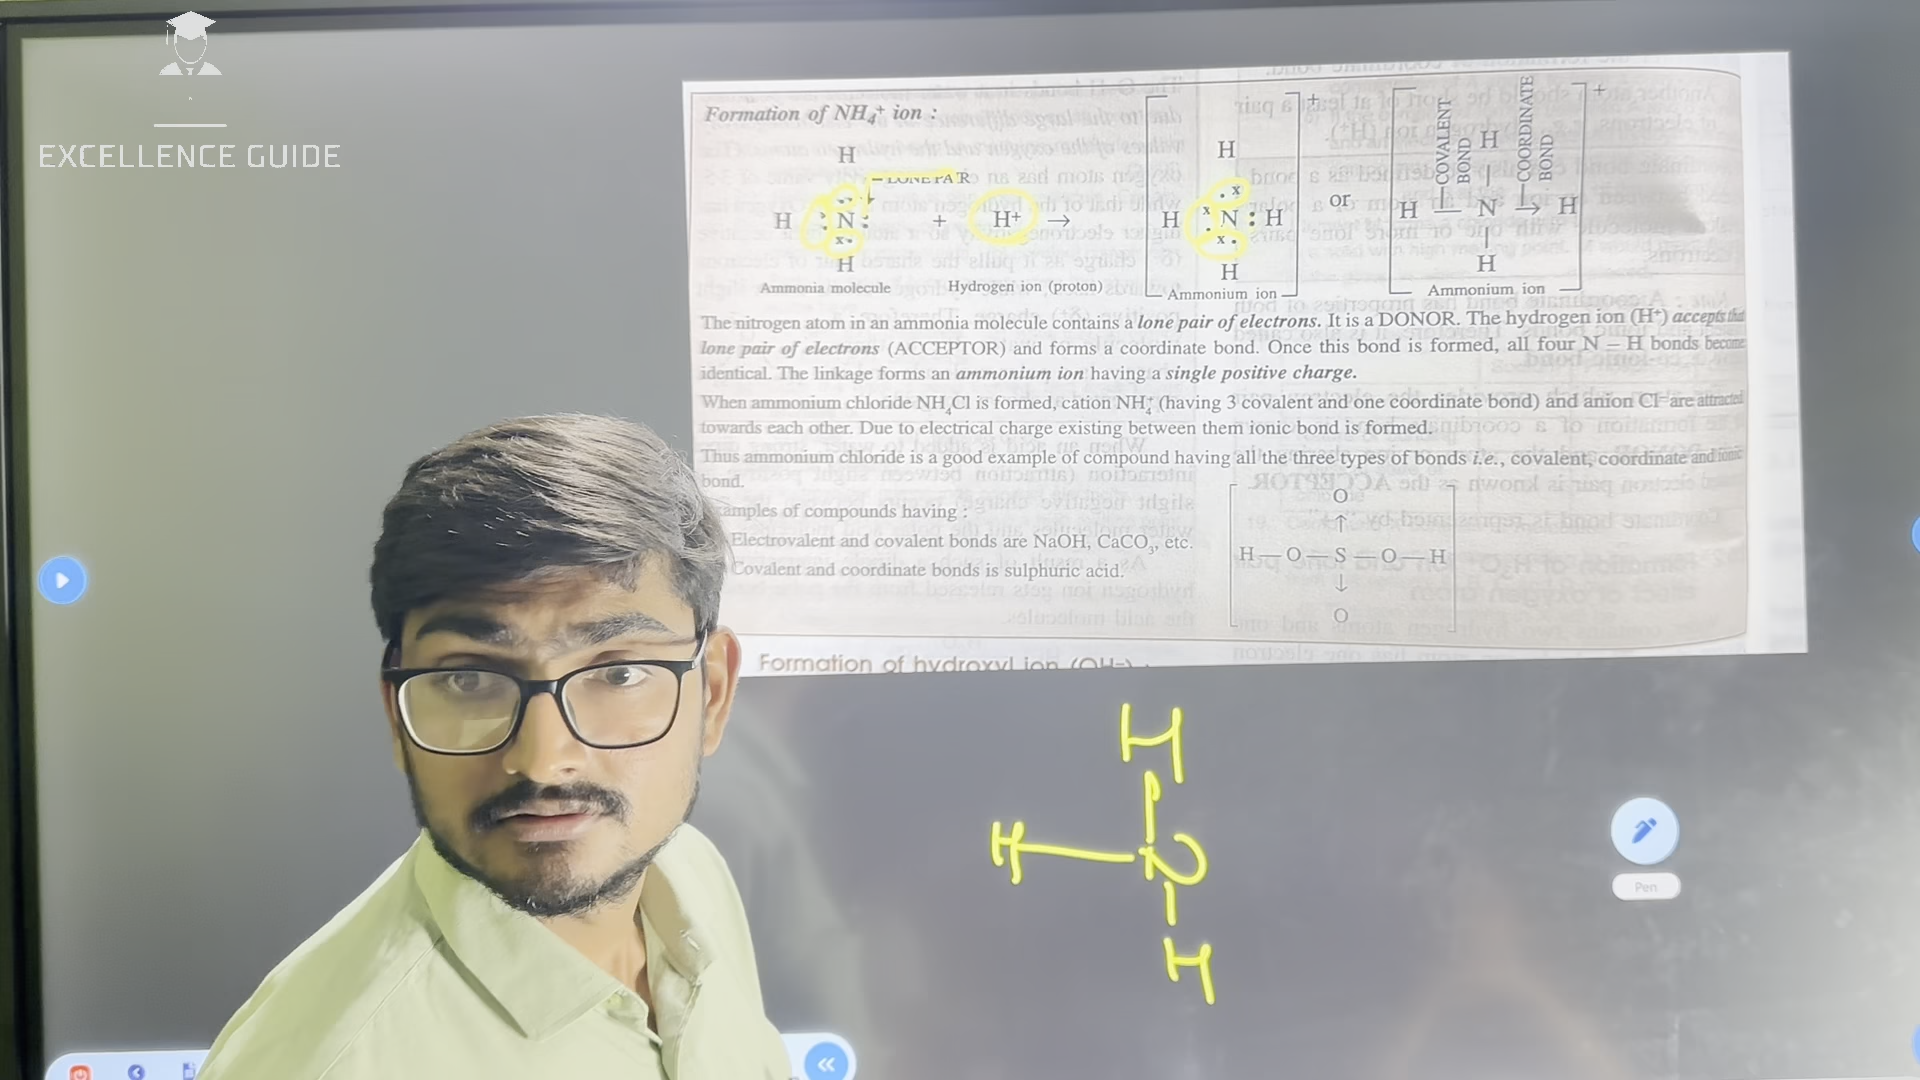 EXCELLENCE GUIDE
Formation of NH₄⁺ ion :
H
LONE PAIR
H N + H⁺ →
H
Ammonia molecule Hydrogen ion (proton)
H
H N : H
H
Ammonium ion
+
or
COVALENT BOND
COORDINATE BOND
H
H — N → H
H
Ammonium ion
+
The nitrogen atom in an ammonia molecule contains a lone pair of electrons. It is a DONOR. The hydrogen ion (H⁺) accepts that
lone pair of electrons (ACCEPTOR) and forms a coordinate bond. Once this bond is formed, all four N – H bonds become
identical. The linkage forms an ammonium ion having a single positive charge.
When ammonium chloride NH₄Cl is formed, cation NH₄⁺ (having 3 covalent and one coordinate bond) and anion Cl⁻ are attracted
towards each other. Due to electrical charge existing between them ionic bond is formed.
Thus ammonium chloride is a good example of compound having all the three types of bonds i.e., covalent, coordinate and ionic
bond.
amples of compounds having :
Electrovalent and covalent bonds are NaOH, CaCO₃, etc.
Covalent and coordinate bonds is sulphuric acid.
O
↑
H — O — S — O — H
↓
O
Formation of hydroxyl ion (OH⁻) :
H
H — N
H
Pen